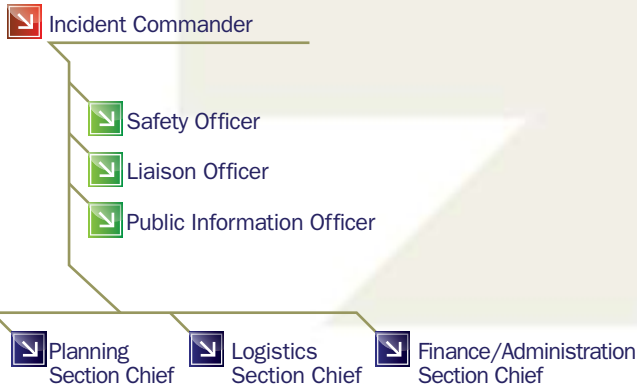 Incident Commander
Safety Officer
Liaison Officer
Public Information Officer
Planning
Section Chief
Logistics
Section Chief
Finance/Administration
Section Chief